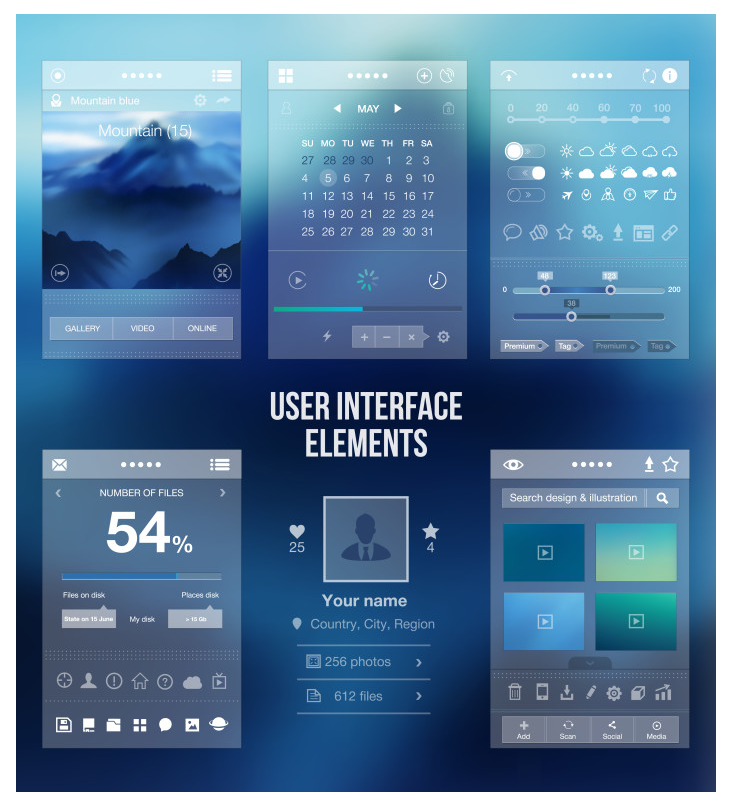 Mountain blue
Mountain (15)
GALLERY VIDEO ONLINE
MAY
SU MO TU WE TH FR SA
27 28 29 30 1 2 3
4 5 6 7 8 9 10
11 12 13 14 15 16 17
18 19 20 21 22 23 24
25 26 27 28 29 30 31
0 20 40 60 70 100
40 123
0 200
38
Premium Tag Premium Tag
USER INTERFACE
ELEMENTS
NUMBER OF FILES
54%
Files on disk Places disk
State on 15 June My disk > 15 Gb
25
4
Your name
Country, City, Region
256 photos
612 files
Search design & illustration
Add Scan Social Media